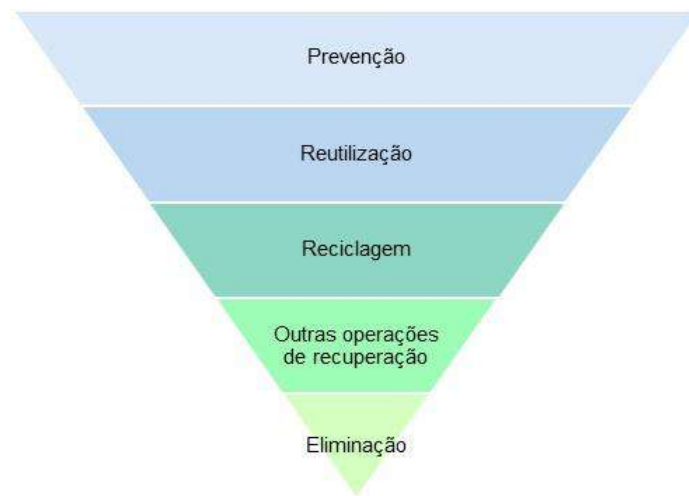 Prevenção
Reutilização
Reciclagem
Outras operações
de recuperação
Eliminação